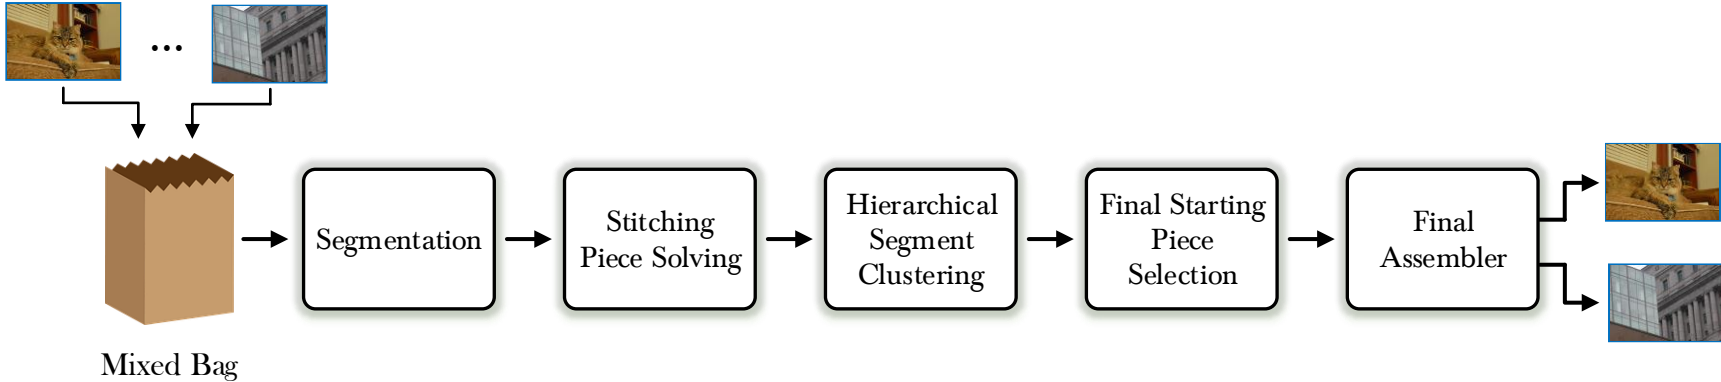 ...
Mixed Bag
Segmentation
Stitching
Piece Solving
Hierarchical
Segment
Clustering
Final Starting
Piece
Selection
Final
Assembler